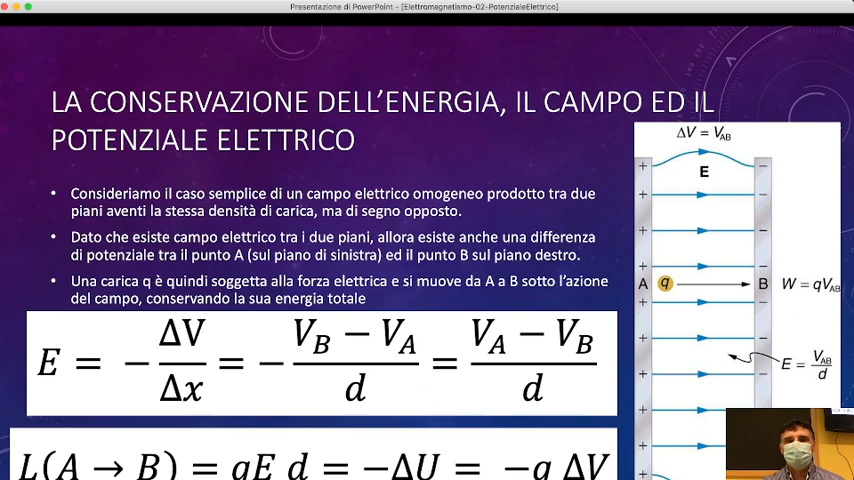 Presentazione di PowerPoint - [Elettromagnetismo-02-PotenzialeElettrico]
LA CONSERVAZIONE DELL'ENERGIA, IL CAMPO ED IL
POTENZIALE ELETTRICO
• Consideriamo il caso semplice di un campo elettrico omogeneo prodotto tra due
piani aventi la stessa densità di carica, ma di segno opposto.
• Dato che esiste campo elettrico tra i due piani, allora esiste anche una differenza
di potenziale tra il punto A (sul piano di sinistra) ed il punto B sul piano destro.
• Una carica q è quindi soggetta alla forza elettrica e si muove da A a B sotto l'azione
del campo, conservando la sua energia totale
E = −ΔV/Δx = −(V_B − V_A)/d = (V_A − V_B)/d
L(A → B) = qE d = −ΔU = −q ΔV
ΔV = V_AB
E
A q B W = qV_AB
E = V_AB/d